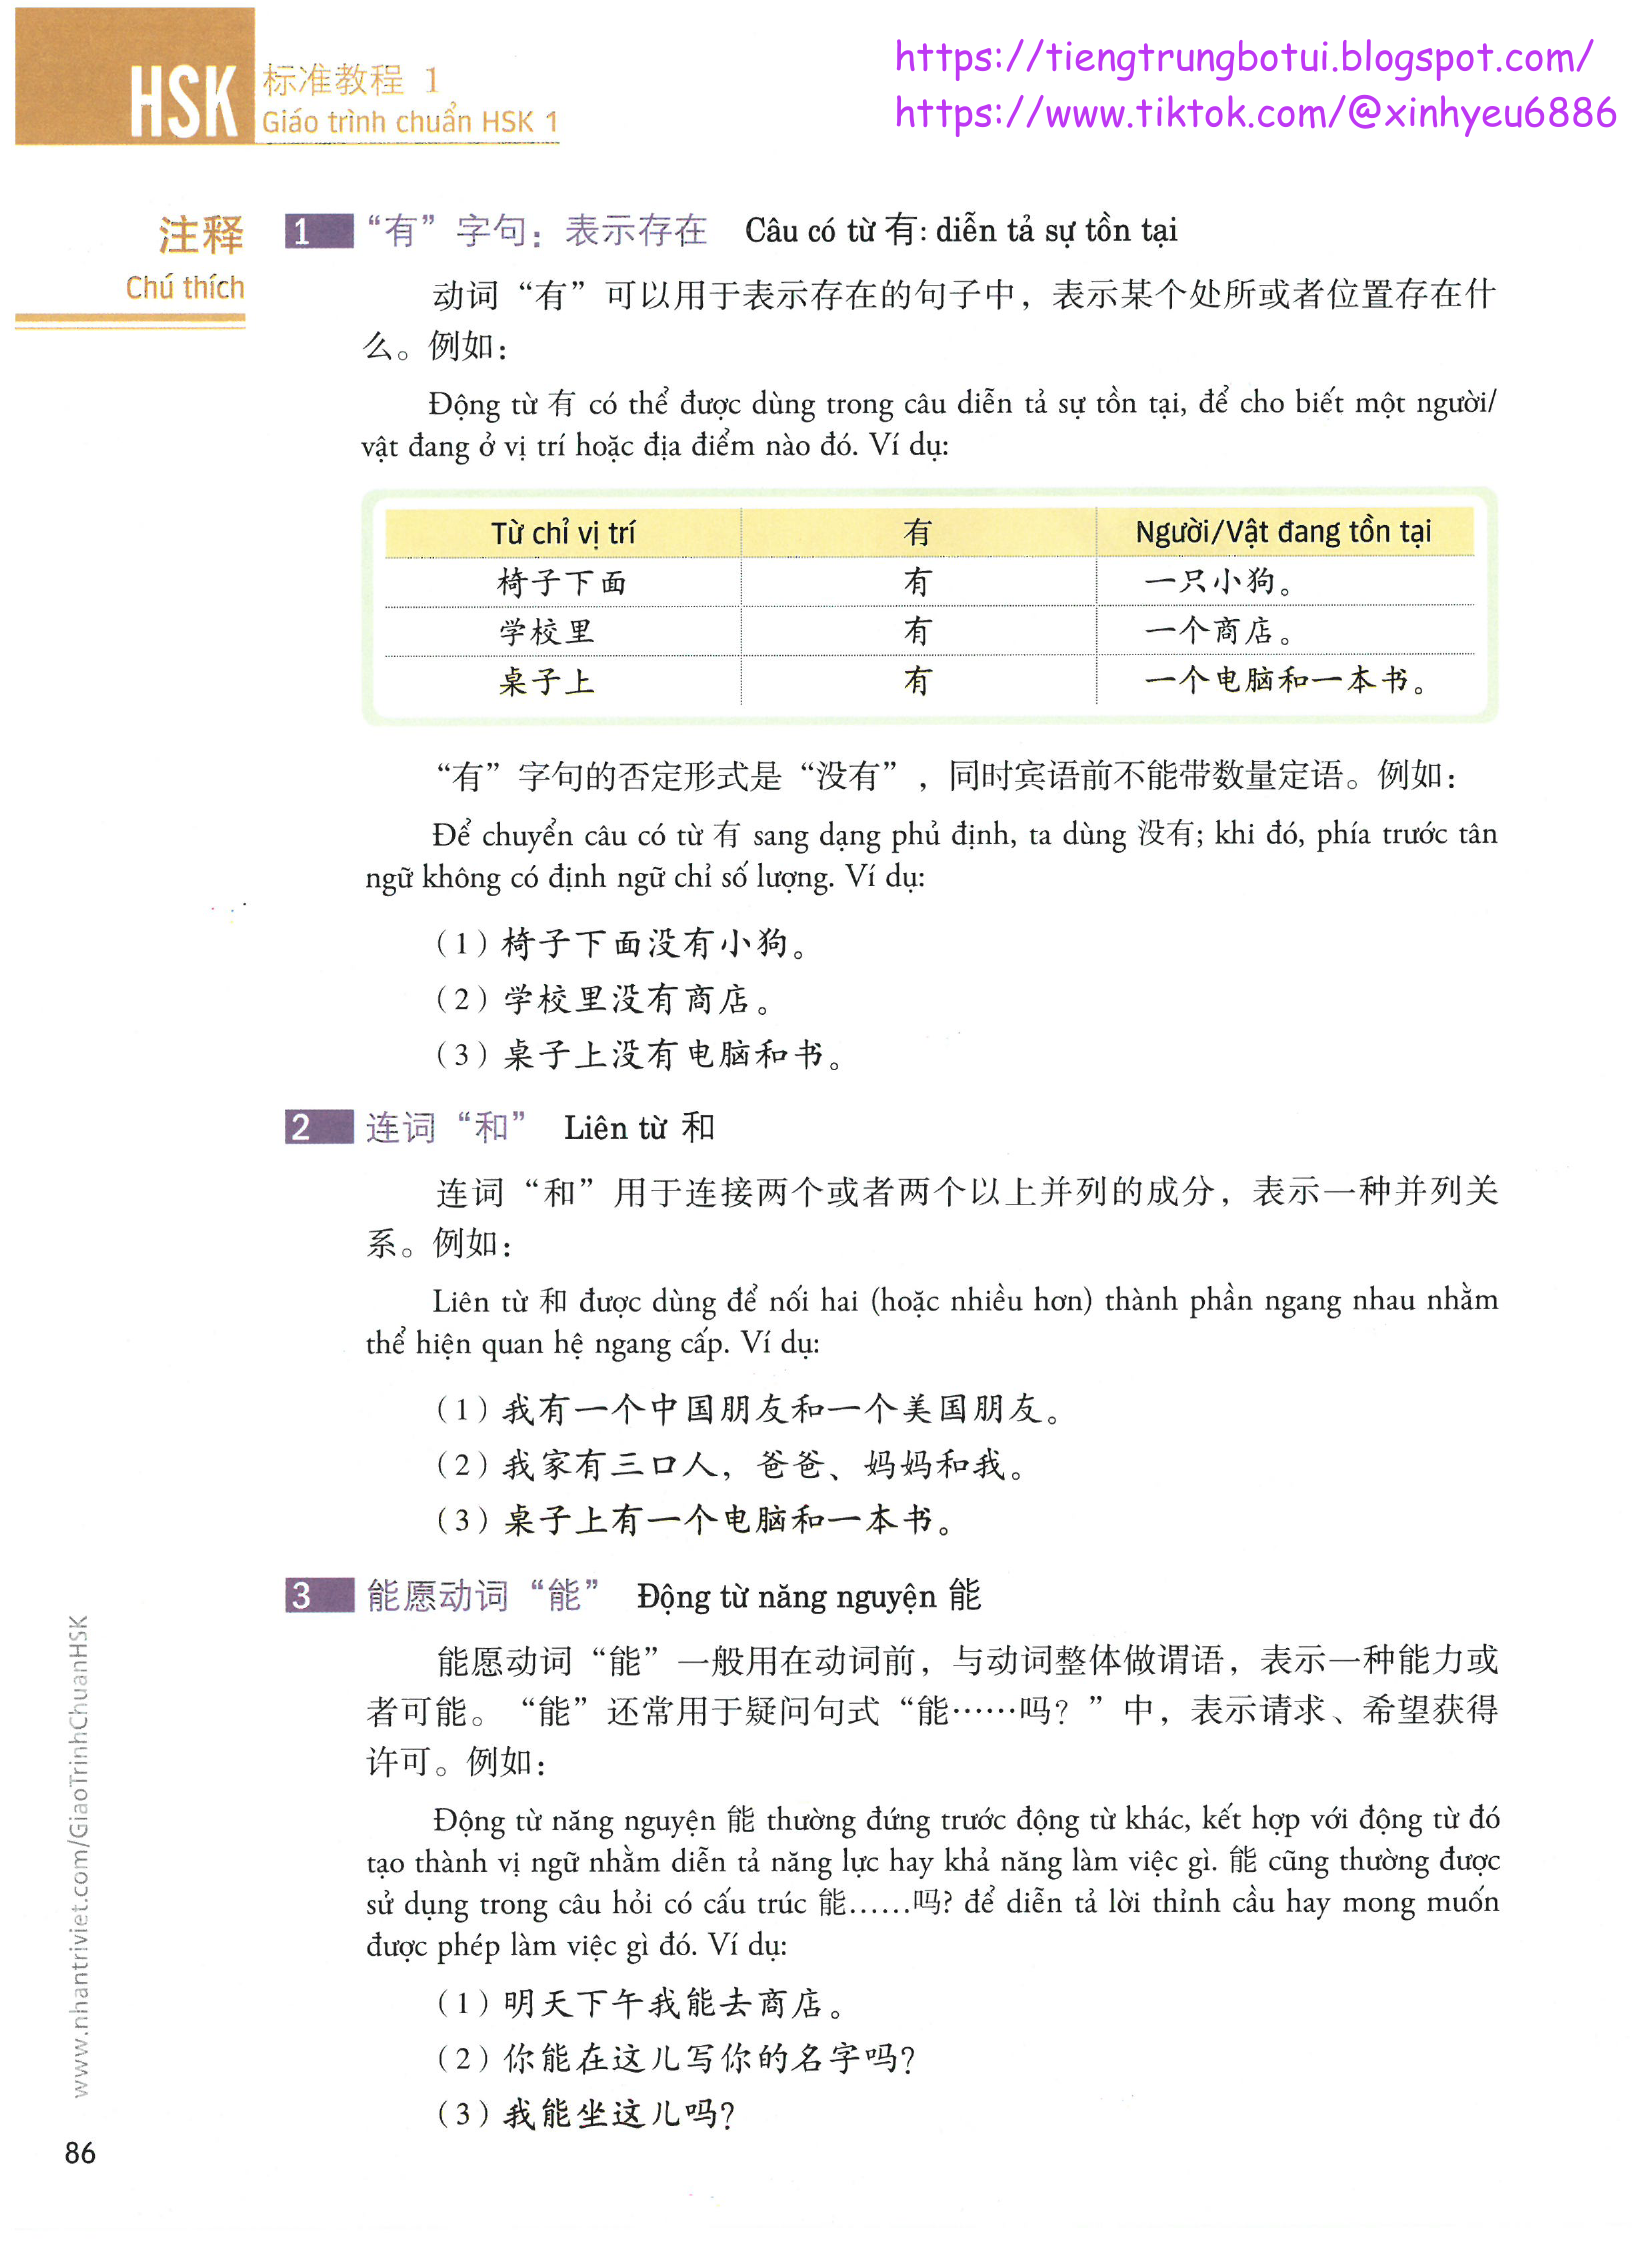 https://tiengtrungbotui.blogspot.com/
https://www.tiktok.com/@xinhyeu6886
HSK 标准教程 1
Giáo trình chuẩn HSK 1
注释
Chú thích
1 “有”字句：表示存在 Câu có từ 有: diễn tả sự tồn tại
动词“有”可以用于表示存在的句子中，表示某个处所或者位置存在什
么。例如：
Động từ 有 có thể được dùng trong câu diễn tả sự tồn tại, để cho biết một người/
vật đang ở vị trí hoặc địa điểm nào đó. Ví dụ:
Từ chỉ vị trí 有 Người/Vật đang tồn tại
椅子下面 有 一只小狗。
学校里 有 一个商店。
桌子上 有 一个电脑和一本书。
“有”字句的否定形式是“没有”，同时宾语前不能带数量定语。例如：
Để chuyển câu có từ 有 sang dạng phủ định, ta dùng 没有; khi đó, phía trước tân
ngữ không có định ngữ chỉ số lượng. Ví dụ:
（1）椅子下面没有小狗。
（2）学校里没有商店。
（3）桌子上没有电脑和书。
2 连词“和” Liên từ 和
连词“和”用于连接两个或者两个以上并列的成分，表示一种并列关
系。例如：
Liên từ 和 được dùng để nối hai (hoặc nhiều hơn) thành phần ngang nhau nhằm
thể hiện quan hệ ngang cấp. Ví dụ:
（1）我有一个中国朋友和一个美国朋友。
（2）我家有三口人，爸爸、妈妈和我。
（3）桌子上有一个电脑和一本书。
3 能愿动词“能” Động từ năng nguyện 能
能愿动词“能”一般用在动词前，与动词整体做谓语，表示一种能力或
者可能。“能”还常用于疑问句式“能……吗？”中，表示请求、希望获得
许可。例如：
Động từ năng nguyện 能 thường đứng trước động từ khác, kết hợp với động từ đó
tạo thành vị ngữ nhằm diễn tả năng lực hay khả năng làm việc gì. 能 cũng thường được
sử dụng trong câu hỏi có cấu trúc 能……吗? để diễn tả lời thỉnh cầu hay mong muốn
được phép làm việc gì đó. Ví dụ:
（1）明天下午我能去商店。
（2）你能在这儿写你的名字吗？
（3）我能坐这儿吗？
www.nhantriviet.com/GiaoTrinhChuanHSK
86